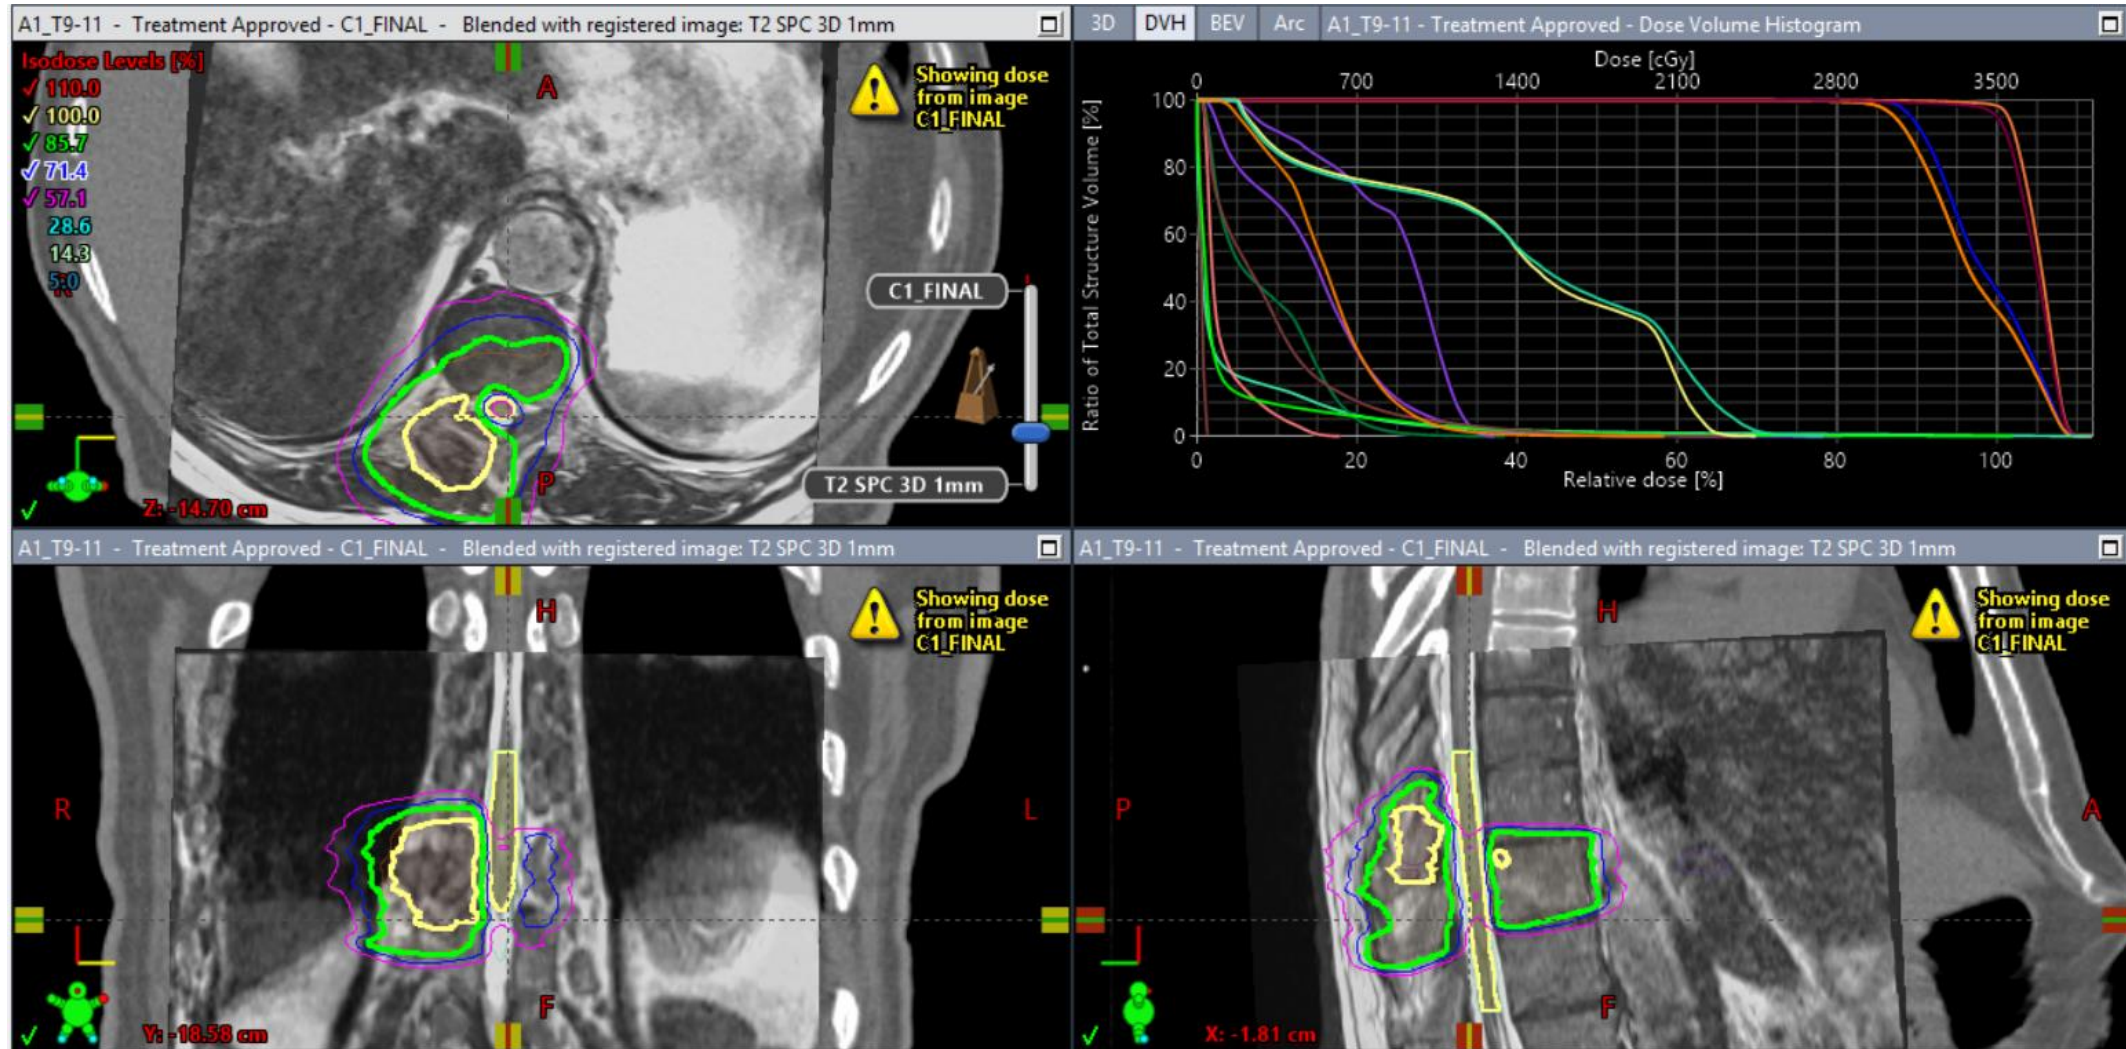 A1_T9-11 - Treatment Approved - C1_FINAL - Blended with registered image: T2 SPC 3D 1mm
Isodose Levels [%]
✓ 110.0
✓ 100.0
✓ 85.7
✓ 71.4
✓ 57.1
28.6
14.3
5.0
R
A
Showing dose
from image
C1_FINAL
C1_FINAL
T2 SPC 3D 1mm
P
Z: -14.70 cm
3D DVH BEV Arc A1_T9-11 - Treatment Approved - Dose Volume Histogram
Dose [cGy]
0 700 1400 2100 2800 3500
Ratio of Total Structure Volume [%]
100
80
60
40
20
0
0 20 40 60 80 100
Relative dose [%]
A1_T9-11 - Treatment Approved - C1_FINAL - Blended with registered image: T2 SPC 3D 1mm
H
Showing dose
from image
C1_FINAL
R
L
F
Y: -18.58 cm
A1_T9-11 - Treatment Approved - C1_FINAL - Blended with registered image: T2 SPC 3D 1mm
H
Showing dose
from image
C1_FINAL
P
A
F
X: -1.81 cm